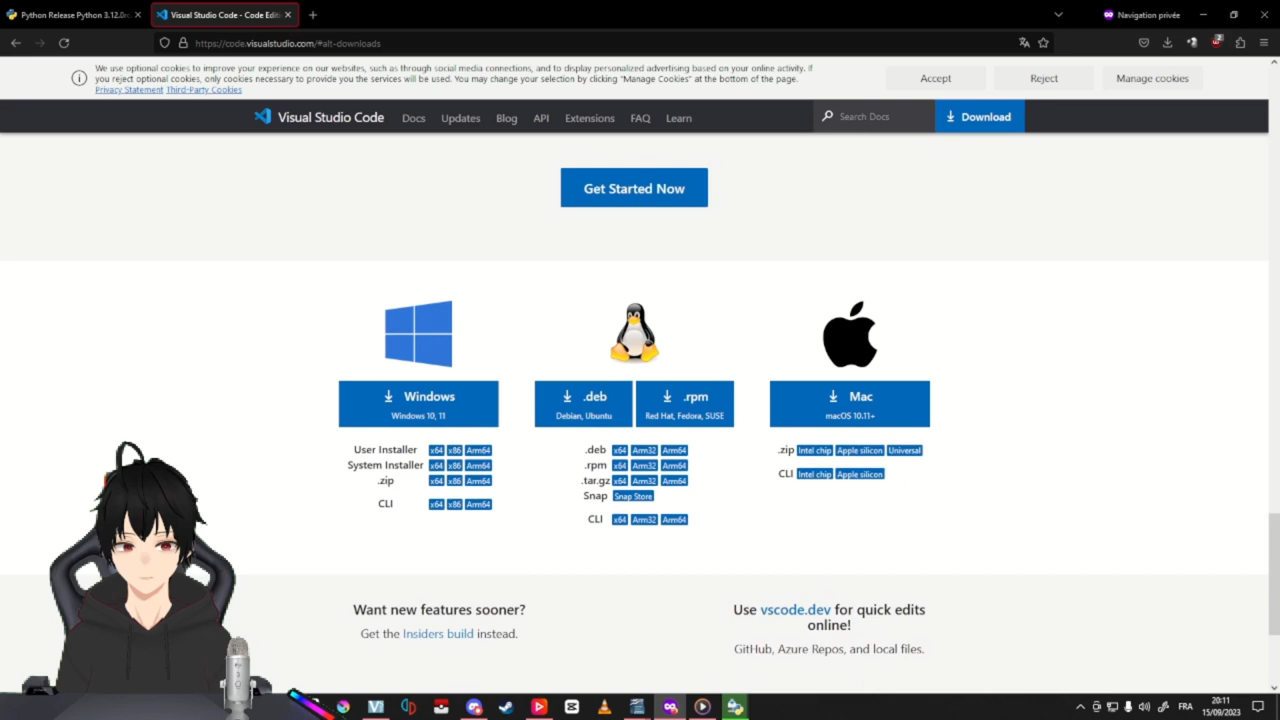 Python Release Python 3.12.0rc
Visual Studio Code - Code Edit
Navigation privée
https://code.visualstudio.com/#alt-downloads
We use optional cookies to improve your experience on our websites, such as through social media connections, and to display personalized advertising based on your online activity. If
you reject optional cookies, only cookies necessary to provide you the services will be used. You may change your selection by clicking "Manage Cookies" at the bottom of the page.
Privacy Statement Third-Party Cookies
Accept
Reject
Manage cookies
Visual Studio Code
Docs
Updates
Blog
API
Extensions
FAQ
Learn
Search Docs
Download
Get Started Now
Windows
Windows 10, 11
User Installer x64 x86 Arm64
System Installer x64 x86 Arm64
.zip x64 x86 Arm64
CLI x64 x86 Arm64
.deb
Debian, Ubuntu
.rpm
Red Hat, Fedora, SUSE
.deb x64 Arm32 Arm64
.rpm x64 Arm32 Arm64
.tar.gz x64 Arm32 Arm64
Snap Snap Store
CLI x64 Arm32 Arm64
Mac
macOS 10.11+
.zip Intel chip Apple silicon Universal
CLI Intel chip Apple silicon
Want new features sooner?
Get the Insiders build instead.
Use vscode.dev for quick edits
online!
GitHub, Azure Repos, and local files.
FRA
20:11
15/09/2023